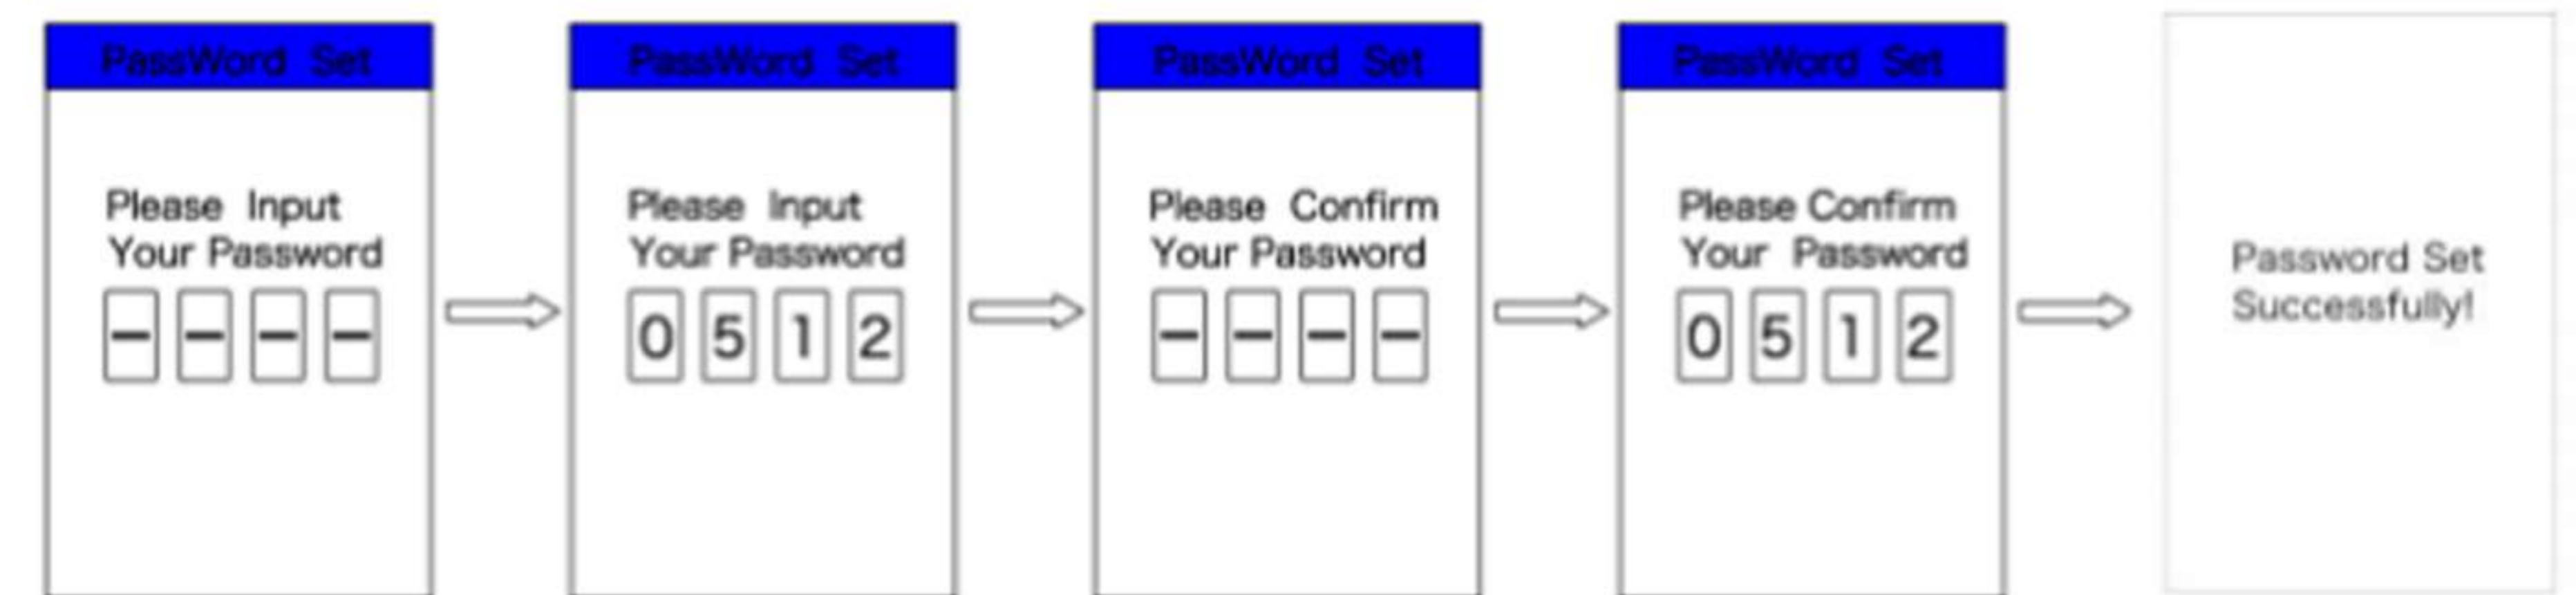 PassWord Set
Please Input
Your Password
– – – –
PassWord Set
Please Input
Your Password
0 5 1 2
PassWord Set
Please Confirm
Your Password
– – – –
PassWord Set
Please Confirm
Your Password
0 5 1 2
Password Set
Successfully!